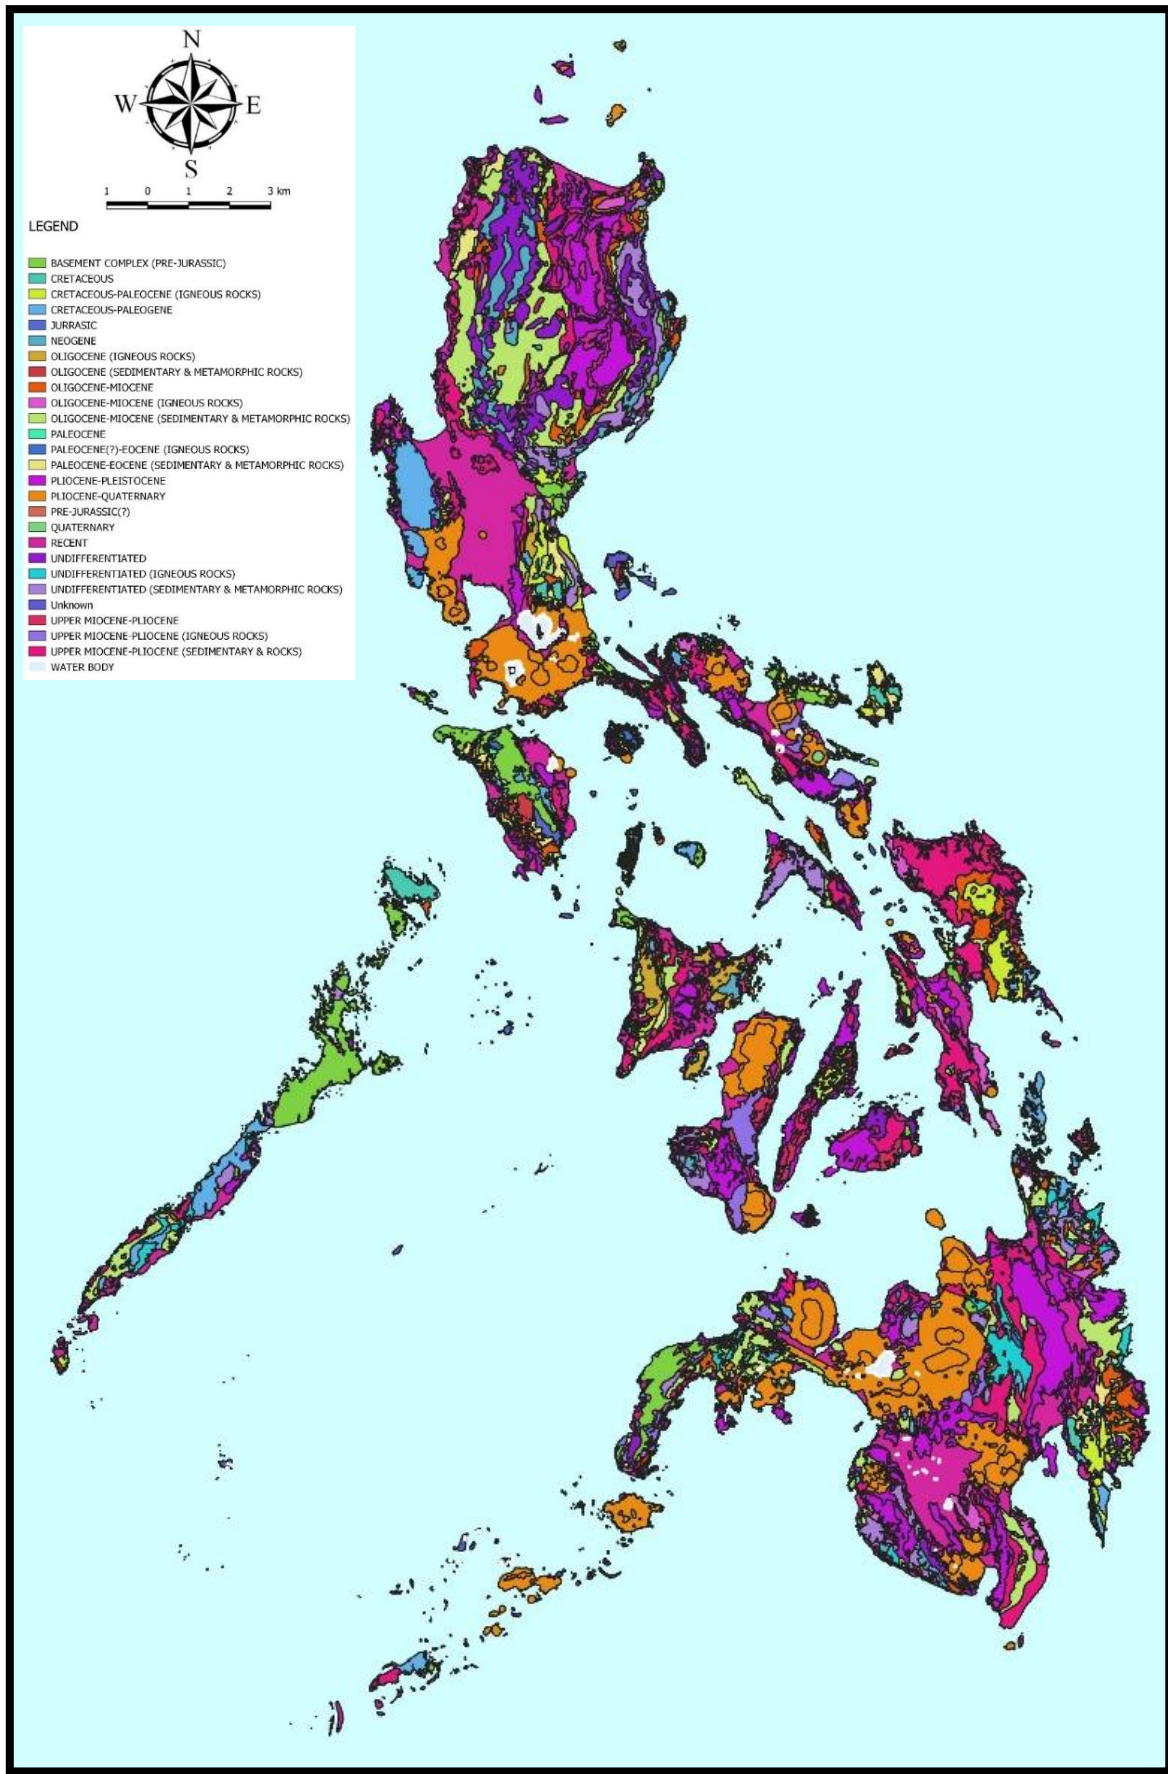 N
W E
S
1 0 1 2 3 km
LEGEND
BASEMENT COMPLEX (PRE-JURASSIC)
CRETACEOUS
CRETACEOUS-PALEOCENE (IGNEOUS ROCKS)
CRETACEOUS-PALEOGENE
JURRASIC
NEOGENE
OLIGOCENE (IGNEOUS ROCKS)
OLIGOCENE (SEDIMENTARY & METAMORPHIC ROCKS)
OLIGOCENE-MIOCENE
OLIGOCENE-MIOCENE (IGNEOUS ROCKS)
OLIGOCENE-MIOCENE (SEDIMENTARY & METAMORPHIC ROCKS)
PALEOCENE
PALEOCENE(?)-EOCENE (IGNEOUS ROCKS)
PALEOCENE-EOCENE (SEDIMENTARY & METAMORPHIC ROCKS)
PLIOCENE-PLEISTOCENE
PLIOCENE-QUATERNARY
PRE-JURASSIC(?)
QUATERNARY
RECENT
UNDIFFERENTIATED
UNDIFFERENTIATED (IGNEOUS ROCKS)
UNDIFFERENTIATED (SEDIMENTARY & METAMORPHIC ROCKS)
Unknown
UPPER MIOCENE-PLIOCENE
UPPER MIOCENE-PLIOCENE (IGNEOUS ROCKS)
UPPER MIOCENE-PLIOCENE (SEDIMENTARY & ROCKS)
WATER BODY